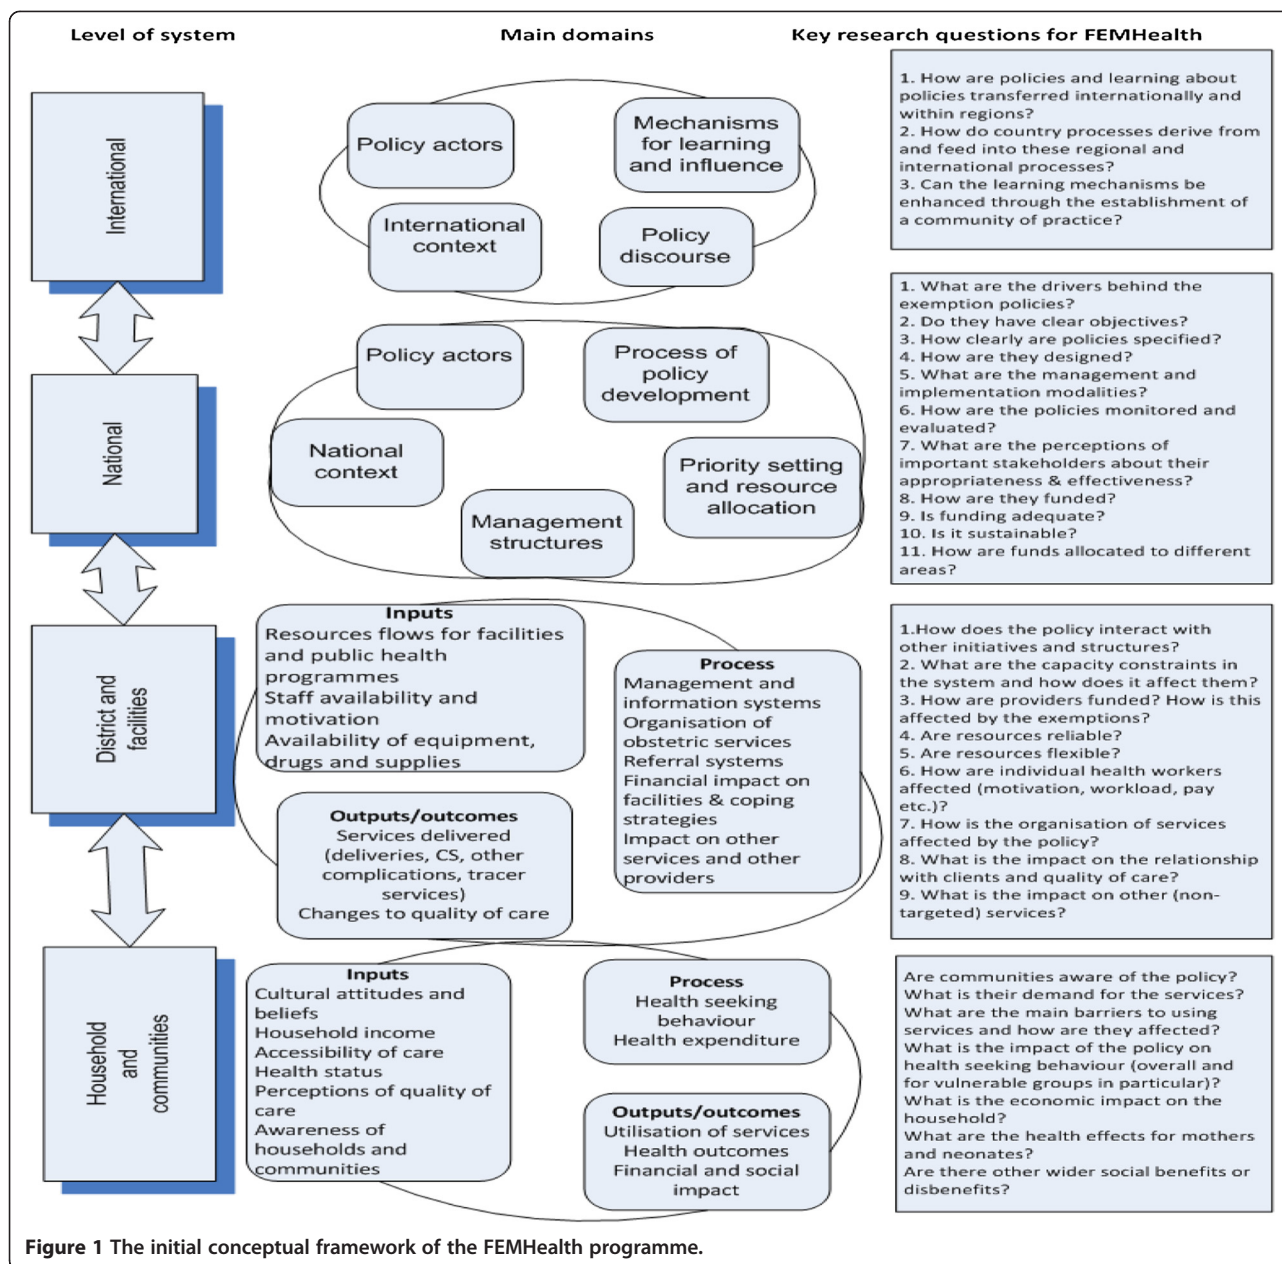 Level of system
Main domains
Key research questions for FEMHealth
International
Policy actors
Mechanisms
for learning
and influence
International
context
Policy
discourse
1. How are policies and learning about
policies transferred internationally and
within regions?
2. How do country processes derive from
and feed into these regional and
international processes?
3. Can the learning mechanisms be
enhanced through the establishment of
a community of practice?
National
Policy actors
Process of
policy
development
National
context
Priority setting
and resource
allocation
Management
structures
1. What are the drivers behind the
exemption policies?
2. Do they have clear objectives?
3. How clearly are policies specified?
4. How are they designed?
5. What are the management and
implementation modalities?
6. How are the policies monitored and
evaluated?
7. What are the perceptions of
important stakeholders about their
appropriateness & effectiveness?
8. How are they funded?
9. Is funding adequate?
10. Is it sustainable?
11. How are funds allocated to different
areas?
District and
facilities
Inputs
Resources flows for facilities
and public health
programmes
Staff availability and
motivation
Availability of equipment,
drugs and supplies
Process
Management and
information systems
Organisation of
obstetric services
Referral systems
Financial impact on
facilities & coping
strategies
Impact on other
services and other
providers
Outputs/outcomes
Services delivered
(deliveries, CS, other
complications, tracer
services)
Changes to quality of care
1.How does the policy interact with
other initiatives and structures?
2. What are the capacity constraints in
the system and how does it affect them?
3. How are providers funded? How is this
affected by the exemptions?
4. Are resources reliable?
5. Are resources flexible?
6. How are individual health workers
affected (motivation, workload, pay
etc.)?
7. How is the organisation of services
affected by the policy?
8. What is the impact on the relationship
with clients and quality of care?
9. What is the impact on other (non-
targeted) services?
Household
and
communities
Inputs
Cultural attitudes and
beliefs
Household income
Accessibility of care
Health status
Perceptions of quality of
care
Awareness of
households and
communities
Process
Health seeking
behaviour
Health expenditure
Outputs/outcomes
Utilisation of services
Health outcomes
Financial and social
impact
Are communities aware of the policy?
What is their demand for the services?
What are the main barriers to using
services and how are they affected?
What is the impact of the policy on
health seeking behaviour (overall and
for vulnerable groups in particular)?
What is the economic impact on the
household?
What are the health effects for mothers
and neonates?
Are there other wider social benefits or
disbenefits?
Figure 1 The initial conceptual framework of the FEMHealth programme.